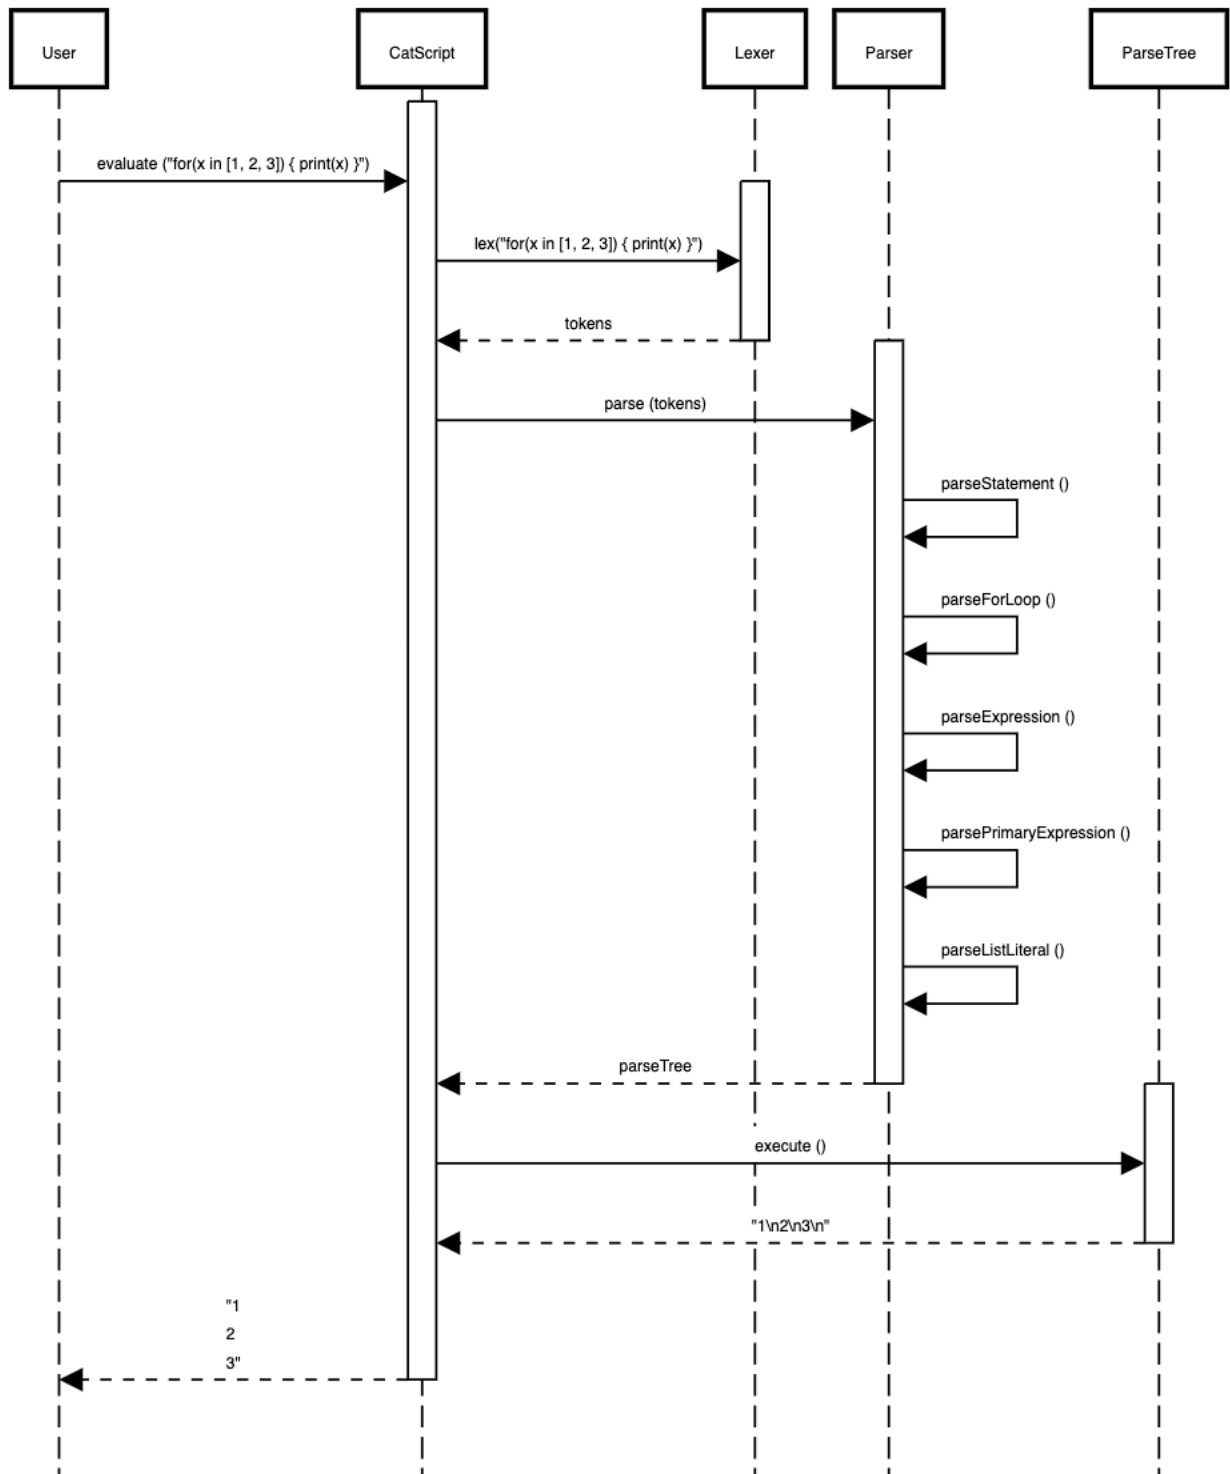 User
CatScript
Lexer
Parser
ParseTree
evaluate ("for(x in [1, 2, 3]) { print(x) }")
lex("for(x in [1, 2, 3]) { print(x) }")
tokens
parse (tokens)
parseStatement ()
parseForLoop ()
parseExpression ()
parsePrimaryExpression ()
parseListLiteral ()
parseTree
execute ()
"1\n2\n3\n"
"1
2
3"